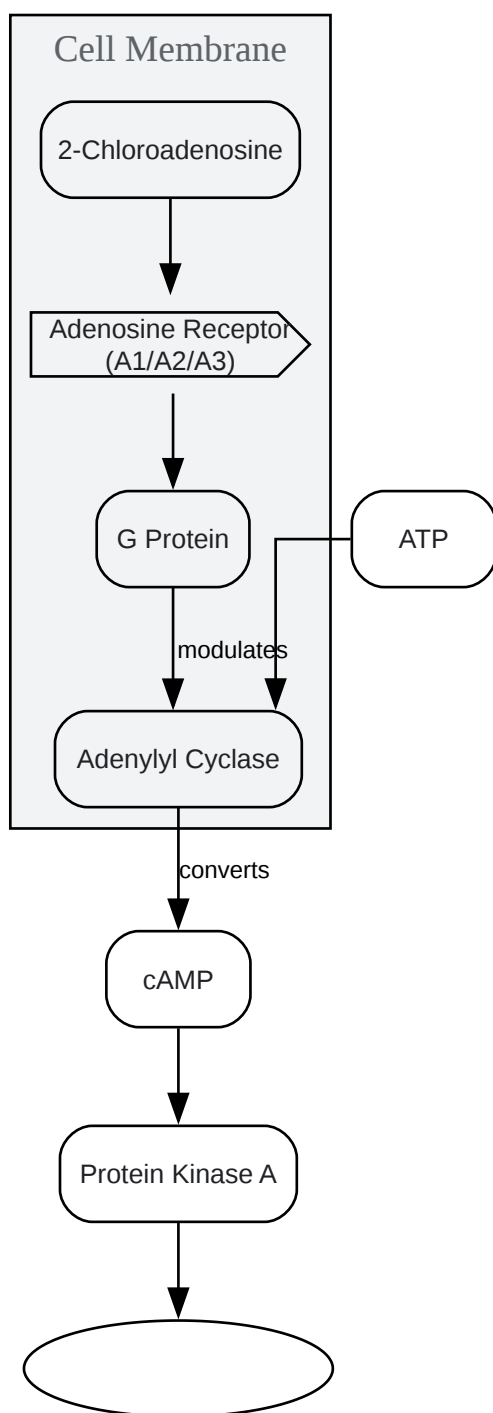 Cell Membrane
2-Chloroadenosine
Adenosine Receptor
(A1/A2/A3)
G Protein
ATP
modulates
Adenylyl Cyclase
converts
cAMP
Protein Kinase A